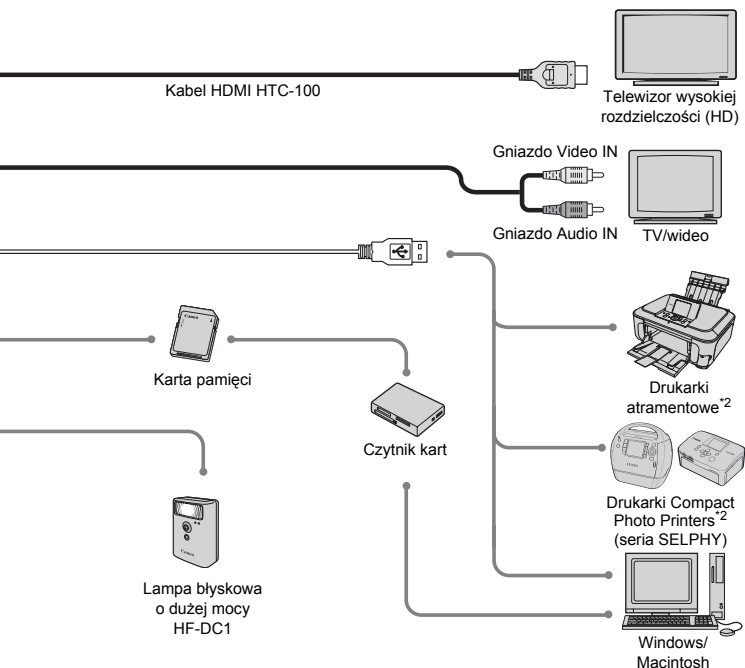 Kabel HDMI HTC-100
Telewizor wysokiej
rozdzielczości (HD)
Gniazdo Video IN
Gniazdo Audio IN
TV/wideo
Canon
Karta pamięci
Czytnik kart
Drukarki
atramentowe*2
Drukarki Compact
Photo Printers*2
(seria SELPHY)
Canon
Lampa błyskowa
o dużej mocy
HF-DC1
Windows/
Macintosh